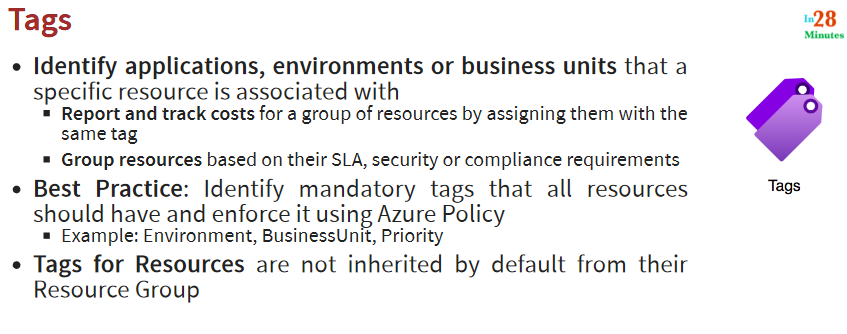 Tags
In28
Minutes
• Identify applications, environments or business units that a
specific resource is associated with
▪ Report and track costs for a group of resources by assigning them with the
same tag
▪ Group resources based on their SLA, security or compliance requirements
• Best Practice: Identify mandatory tags that all resources
should have and enforce it using Azure Policy
▪ Example: Environment, BusinessUnit, Priority
• Tags for Resources are not inherited by default from their
Resource Group
Tags